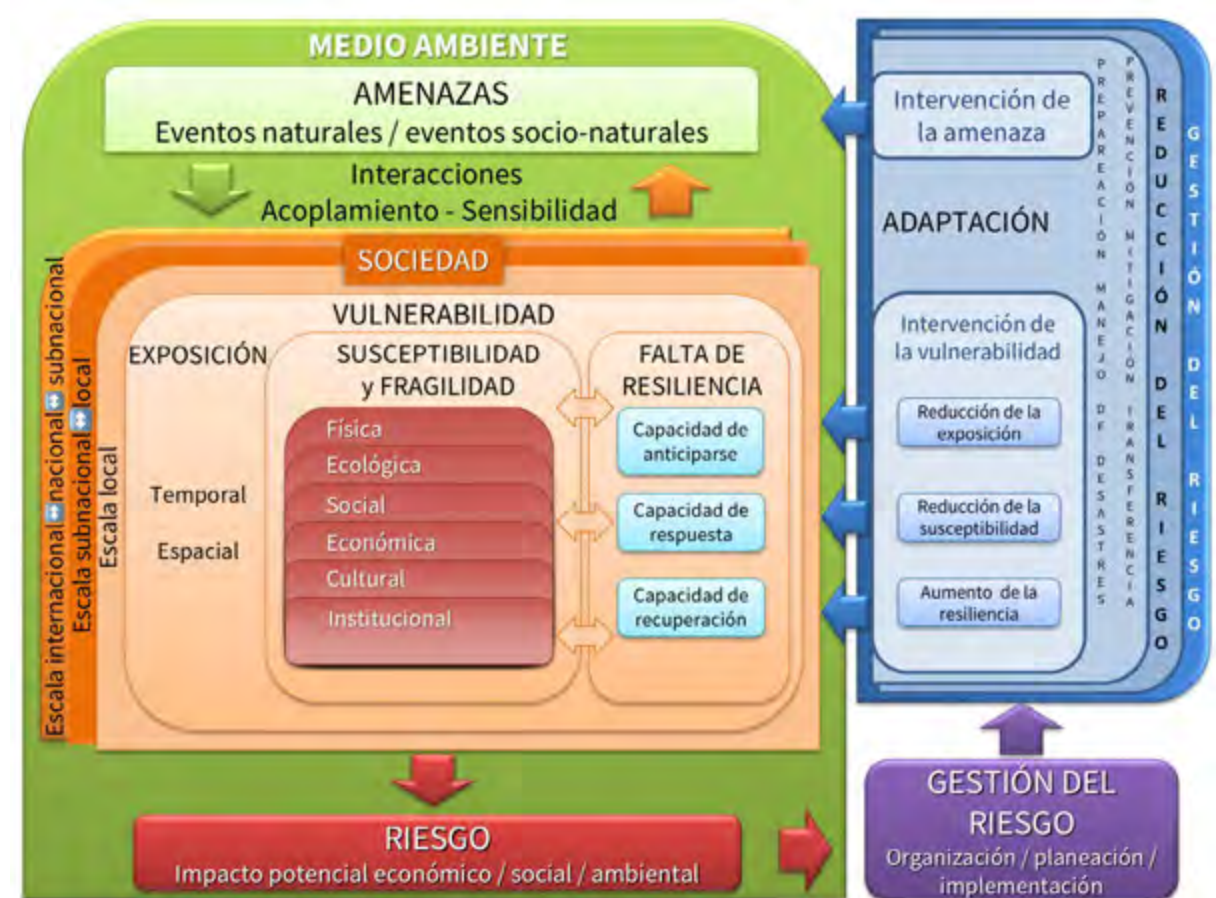 MEDIO AMBIENTE
AMENAZAS
Eventos naturales / eventos socio-naturales
Interacciones
Acoplamiento - Sensibilidad
SOCIEDAD
Escala internacional nacional subnacional
Escala subnacional local
Escala local
VULNERABILIDAD
EXPOSICIÓN
Temporal
Espacial
SUSCEPTIBILIDAD
y FRAGILIDAD
Física
Ecológica
Social
Económica
Cultural
Institucional
FALTA DE
RESILIENCIA
Capacidad de
anticiparse
Capacidad de
respuesta
Capacidad de
recuperación
RIESGO
Impacto potencial económico / social / ambiental
Intervención de
la amenaza
ADAPTACIÓN
Intervención de
la vulnerabilidad
Reducción de la
exposición
Reducción de la
susceptibilidad
Aumento de la
resiliencia
PREPAREACIÓN MANEJO DE DESASTRES
PREVENCIÓN MITIGACIÓN TRANSFERENCIA
REDUCCIÓN DEL RIESGO
GESTIÓN DEL RIESGO
GESTIÓN DEL
RIESGO
Organización / planeación /
implementación